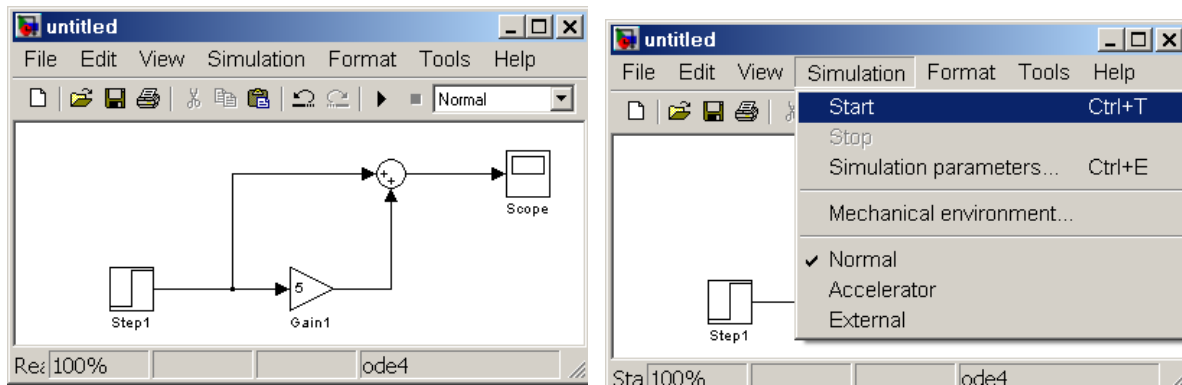 untitled
File Edit View Simulation Format Tools Help
Normal
+
+
Scope
5
Step1
Gain1
100%
ode4
untitled
File Edit View Simulation Format Tools Help
Start Ctrl+T
Stop
Simulation parameters... Ctrl+E
Mechanical environment...
Normal
Accelerator
External
Step1
Sta 100%
ode4